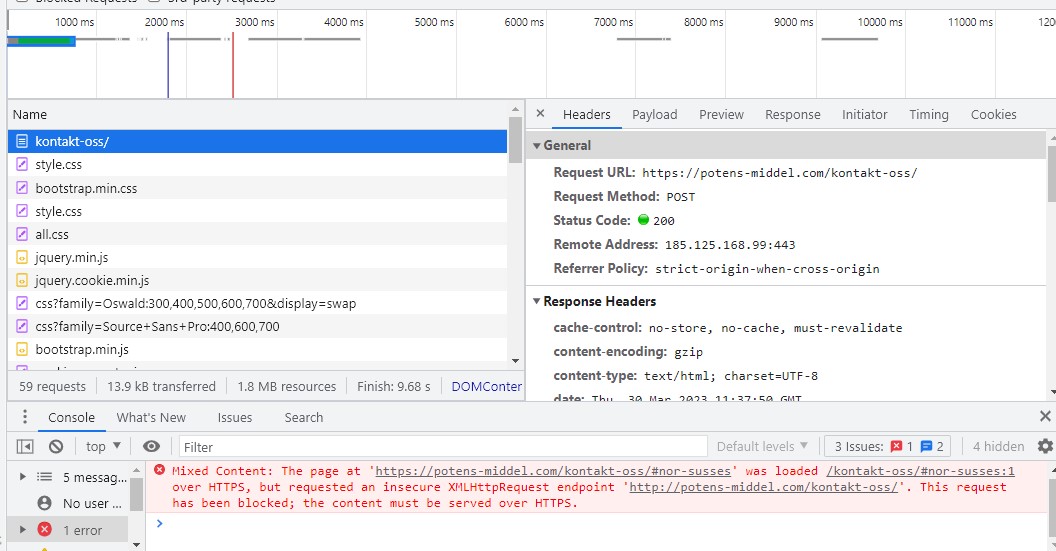 Blocked Requests 3rd-party requests
1000 ms 2000 ms 3000 ms 4000 ms 5000 ms 6000 ms 7000 ms 8000 ms 9000 ms 10000 ms 11000 ms 120
Name
kontakt-oss/
style.css
bootstrap.min.css
style.css
all.css
jquery.min.js
jquery.cookie.min.js
css?family=Oswald:300,400,500,600,700&display=swap
css?family=Source+Sans+Pro:400,600,700
bootstrap.min.js
59 requests 13.9 kB transferred 1.8 MB resources Finish: 9.68 s DOMConter
× Headers Payload Preview Response Initiator Timing Cookies
General
Request URL: https://potens-middel.com/kontakt-oss/
Request Method: POST
Status Code: 200
Remote Address: 185.125.168.99:443
Referrer Policy: strict-origin-when-cross-origin
Response Headers
cache-control: no-store, no-cache, must-revalidate
content-encoding: gzip
content-type: text/html; charset=UTF-8
date: Thu, 30 Mar 2023 11:37:50 GMT
Console What's New Issues Search
top Filter Default levels 3 Issues: 1 2 4 hidden
5 messag...
No user ...
1 error
Mixed Content: The page at 'https://potens-middel.com/kontakt-oss/#nor-susses' was loaded /kontakt-oss/#nor-susses:1
over HTTPS, but requested an insecure XMLHttpRequest endpoint 'http://potens-middel.com/kontakt-oss/'. This request
has been blocked; the content must be served over HTTPS.